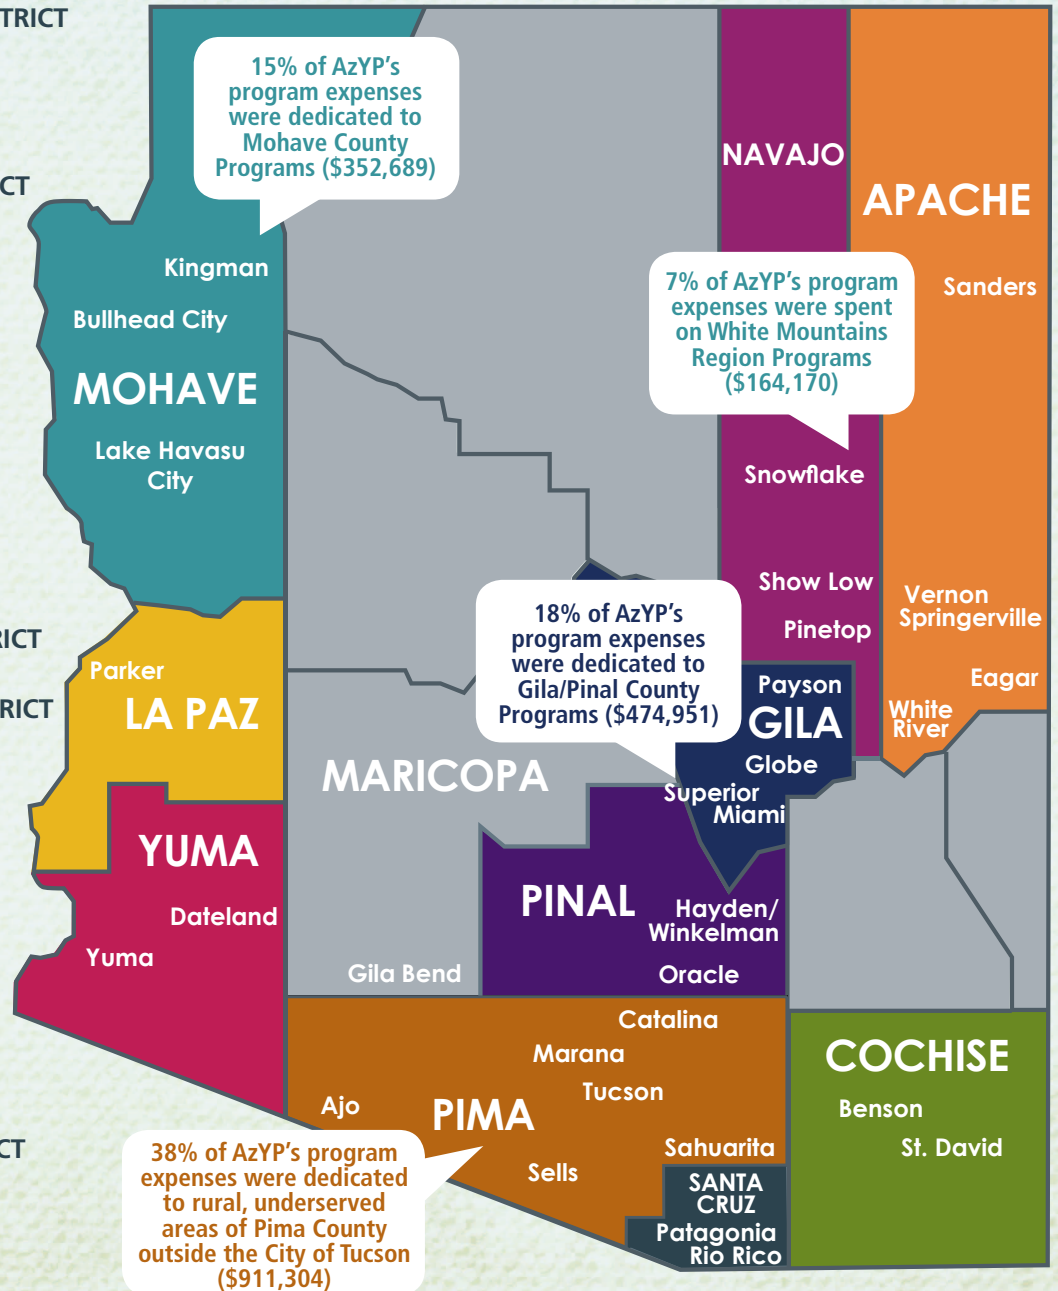 TRICT
CT
RICT
RICT
CT
15% of AzYP's
program expenses
were dedicated to
Mohave County
Programs ($352,689)
NAVAJO
APACHE
Kingman
Bullhead City
MOHAVE
Lake Havasu
City
7% of AzYP's program
expenses were spent
on White Mountains
Region Programs
($164,170)
Sanders
Snowflake
Show Low
Pinetop
Vernon
Springerville
Eagar
White
River
18% of AzYP's
program expenses
were dedicated to
Gila/Pinal County
Programs ($474,951)
Payson
GILA
Globe
Superior
Miami
Parker
LA PAZ
MARICOPA
YUMA
Dateland
Yuma
Gila Bend
PINAL
Hayden/
Winkelman
Oracle
Catalina
Marana
Tucson
Ajo
PIMA
Sahuarita
Sells
SANTA
CRUZ
Patagonia
Rio Rico
COCHISE
Benson
St. David
38% of AzYP's program
expenses were dedicated
to rural, underserved
areas of Pima County
outside the City of Tucson
($911,304)